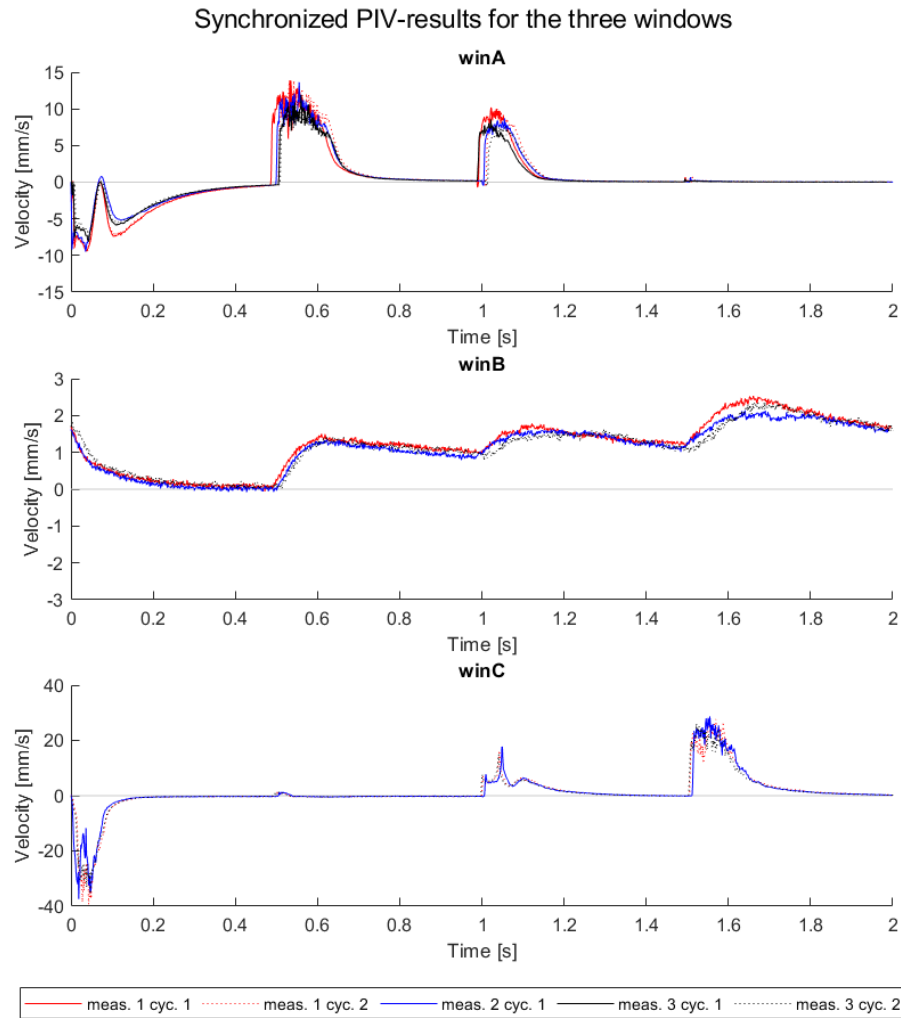 Synchronized PIV-results for the three windows
winA
Velocity [mm/s]
15
10
5
0
-5
-10
-15
0 0.2 0.4 0.6 0.8 1 1.2 1.4 1.6 1.8 2
Time [s]
winB
Velocity [mm/s]
3
2
1
0
-1
-2
-3
0 0.2 0.4 0.6 0.8 1 1.2 1.4 1.6 1.8 2
Time [s]
winC
Velocity [mm/s]
40
20
0
-20
-40
0 0.2 0.4 0.6 0.8 1 1.2 1.4 1.6 1.8 2
Time [s]
meas. 1 cyc. 1 meas. 1 cyc. 2 meas. 2 cyc. 1 meas. 3 cyc. 1 meas. 3 cyc. 2